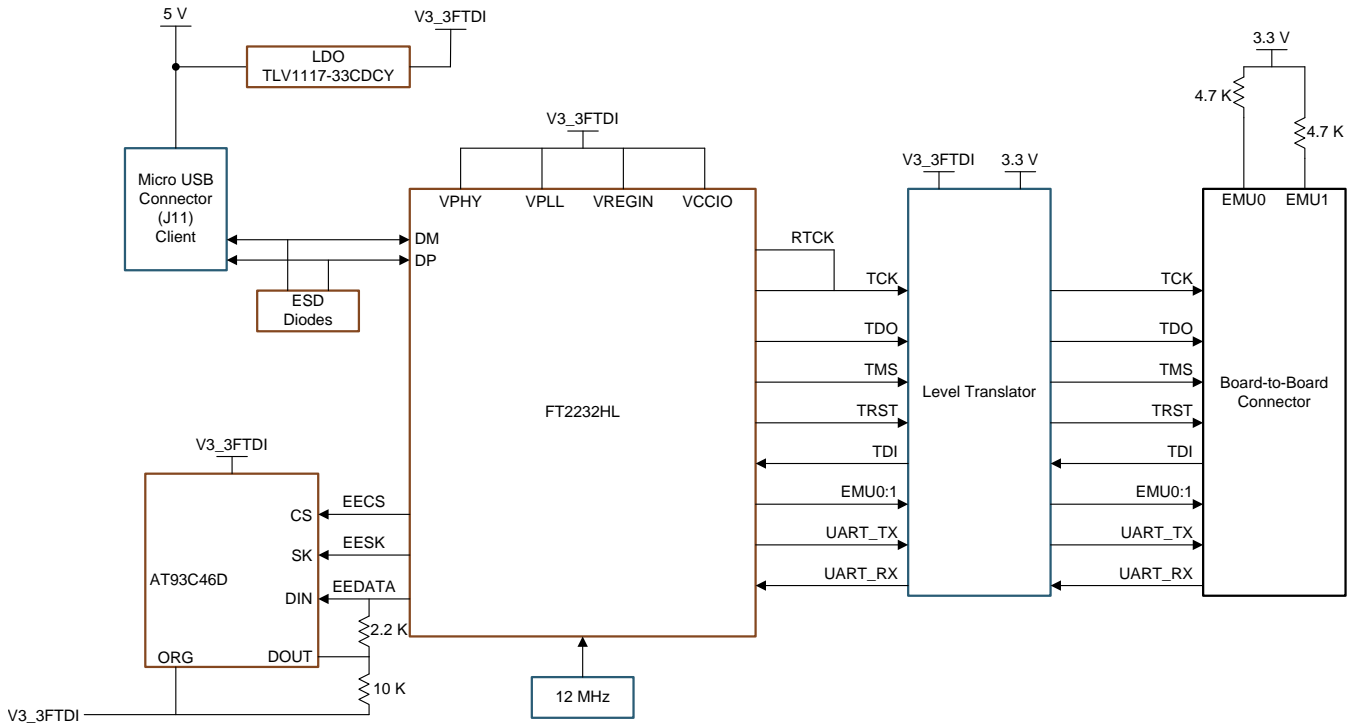 5 V
V3_3FTDI
LDO
TLV1117-33CDCY
3.3 V
4.7 K
4.7 K
V3_3FTDI
Micro USB
Connector
(J11)
Client
V3_3FTDI
3.3 V
VPHY
VPLL
VREGIN
VCCIO
EMU0
EMU1
DM
DP
RTCK
ESD
Diodes
TCK
TCK
TDO
TDO
TMS
TMS
FT2232HL
Level Translator
Board-to-Board
Connector
TRST
TRST
TDI
TDI
V3_3FTDI
EMU0:1
EMU0:1
CS
EECS
UART_TX
UART_TX
SK
EESK
UART_RX
UART_RX
AT93C46D
DIN
EEDATA
2.2 K
ORG
DOUT
10 K
12 MHz
V3_3FTDI